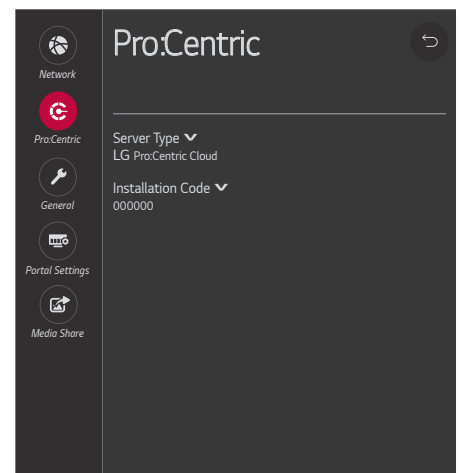 Pro:Centric
Network
Pro:Centric
General
Portal Settings
Media Share
Server Type
LG Pro:Centric Cloud
Installation Code
000000